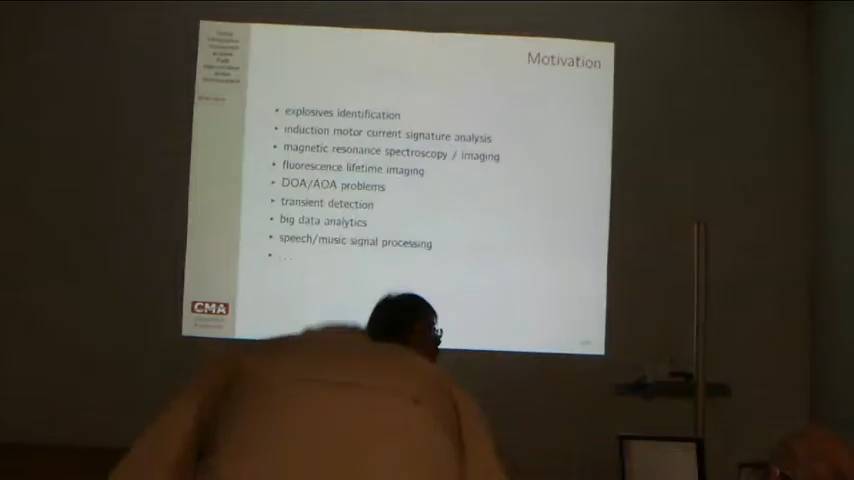 Motivation
• explosives identification
• induction motor current signature analysis
• magnetic resonance spectroscopy / imaging
• fluorescence lifetime imaging
• DOA/AOA problems
• transient detection
• big data analytics
• speech/music signal processing
• ...
CMA